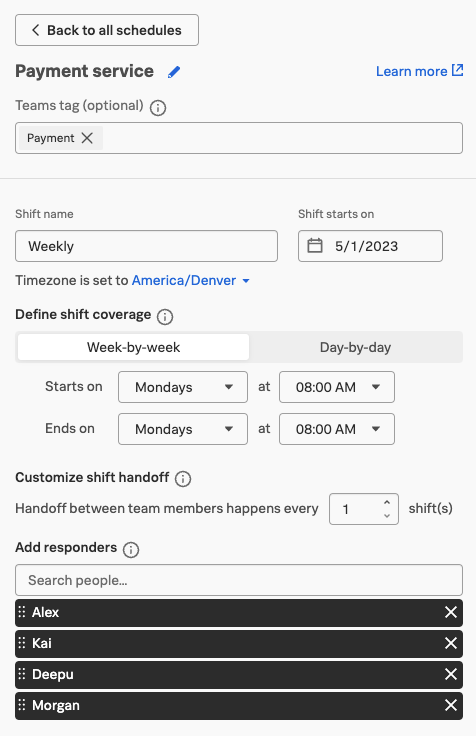 Back to all schedules
Payment service
Learn more
Teams tag (optional)
Payment
Shift name
Shift starts on
Weekly
5/1/2023
Timezone is set to America/Denver
Define shift coverage
Week-by-week
Day-by-day
Starts on Mondays at 08:00 AM
Ends on Mondays at 08:00 AM
Customize shift handoff
Handoff between team members happens every 1 shift(s)
Add responders
Search people...
Alex
Kai
Deepu
Morgan